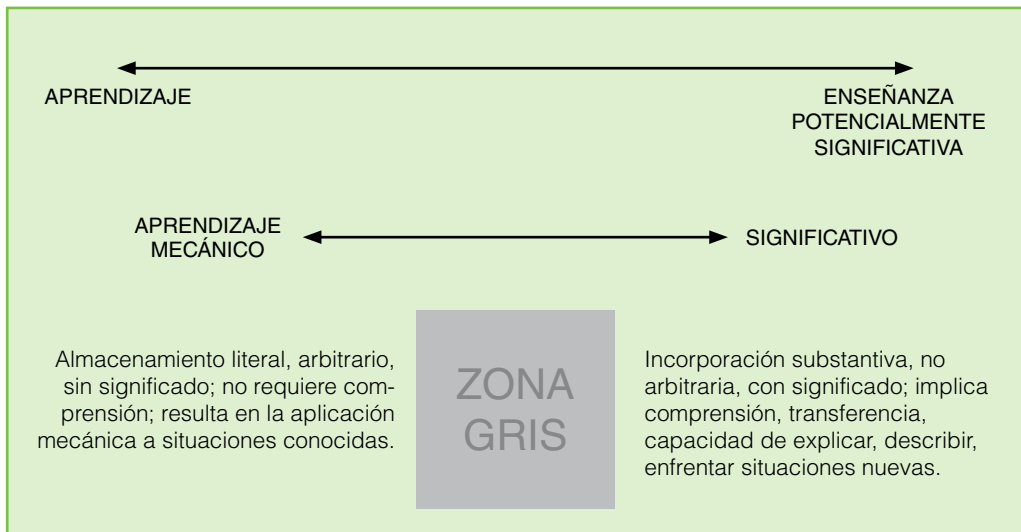 APRENDIZAJE
ENSEÑANZA
POTENCIALMENTE
SIGNIFICATIVA
APRENDIZAJE
MECÁNICO
SIGNIFICATIVO
Almacenamiento literal, arbitrario,
sin significado; no requiere com-
prensión; resulta en la aplicación
mecánica a situaciones conocidas.
ZONA
GRIS
Incorporación substantiva, no
arbitraria, con significado; implica
comprensión, transferencia,
capacidad de explicar, describir,
enfrentar situaciones nuevas.